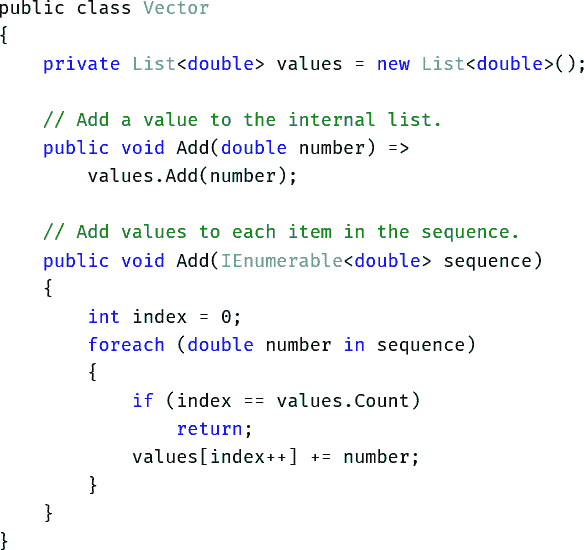 public class Vector
{
    private List<double> values = new List<double>();

    // Add a value to the internal list.
    public void Add(double number) =>
        values.Add(number);

    // Add values to each item in the sequence.
    public void Add(IEnumerable<double> sequence)
    {
        int index = 0;
        foreach (double number in sequence)
        {
            if (index == values.Count)
                return;
            values[index++] += number;
        }
    }
}